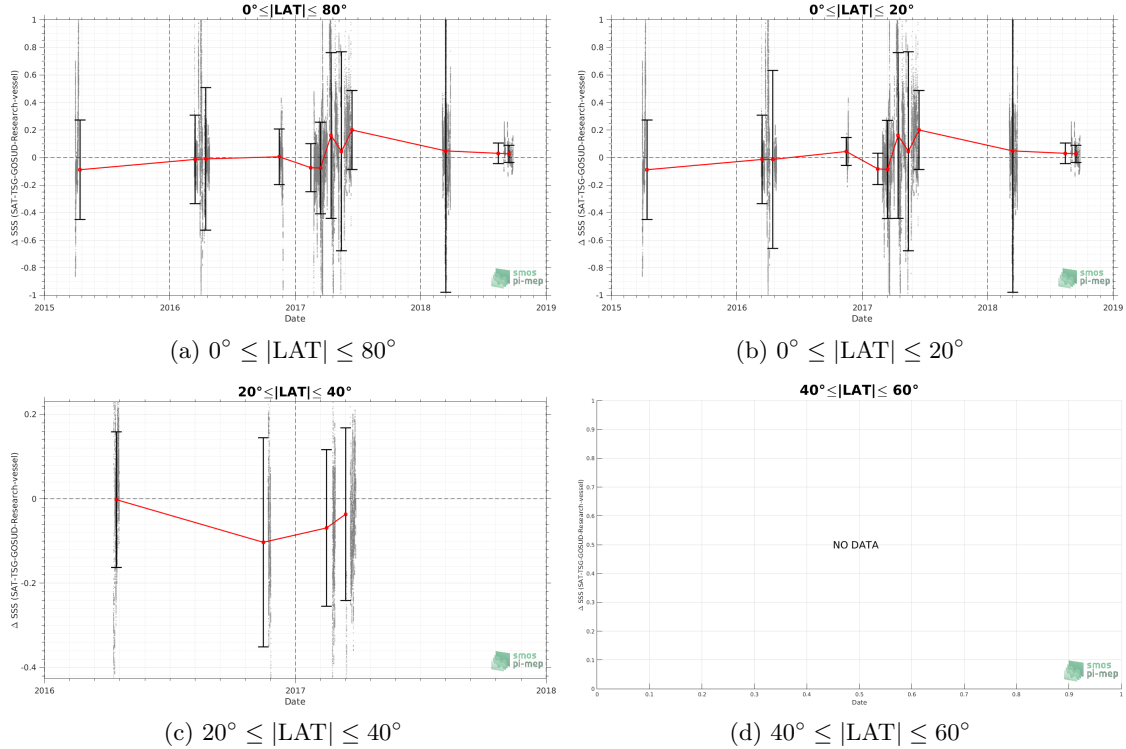 0°≤|LAT|≤ 80°
Δ SSS (SAT-TSG-GOSUD-Research-vessel)
1
0.8
0.6
0.4
0.2
0
-0.2
-0.4
-0.6
-0.8
-1
2015
2016
2017
2018
2019
Date
smos
pi-mep
(a) 0° ≤ |LAT| ≤ 80°
0°≤|LAT|≤ 20°
Δ SSS (SAT-TSG-GOSUD-Research-vessel)
1
0.8
0.6
0.4
0.2
0
-0.2
-0.4
-0.6
-0.8
-1
2015
2016
2017
2018
2019
Date
smos
pi-mep
(b) 0° ≤ |LAT| ≤ 20°
20°≤|LAT|≤ 40°
Δ SSS (SAT-TSG-GOSUD-Research-vessel)
0.2
0
-0.2
-0.4
2016
2017
2018
Date
smos
pi-mep
(c) 20° ≤ |LAT| ≤ 40°
40°≤|LAT|≤ 60°
Δ SSS (SAT-TSG-GOSUD-Research-vessel)
1
0.9
0.8
0.7
0.6
0.5
0.4
0.3
0.2
0.1
0
NO DATA
0
0.1
0.2
0.3
0.4
0.5
0.6
0.7
0.8
0.9
1
Date
smos
pi-mep
(d) 40° ≤ |LAT| ≤ 60°